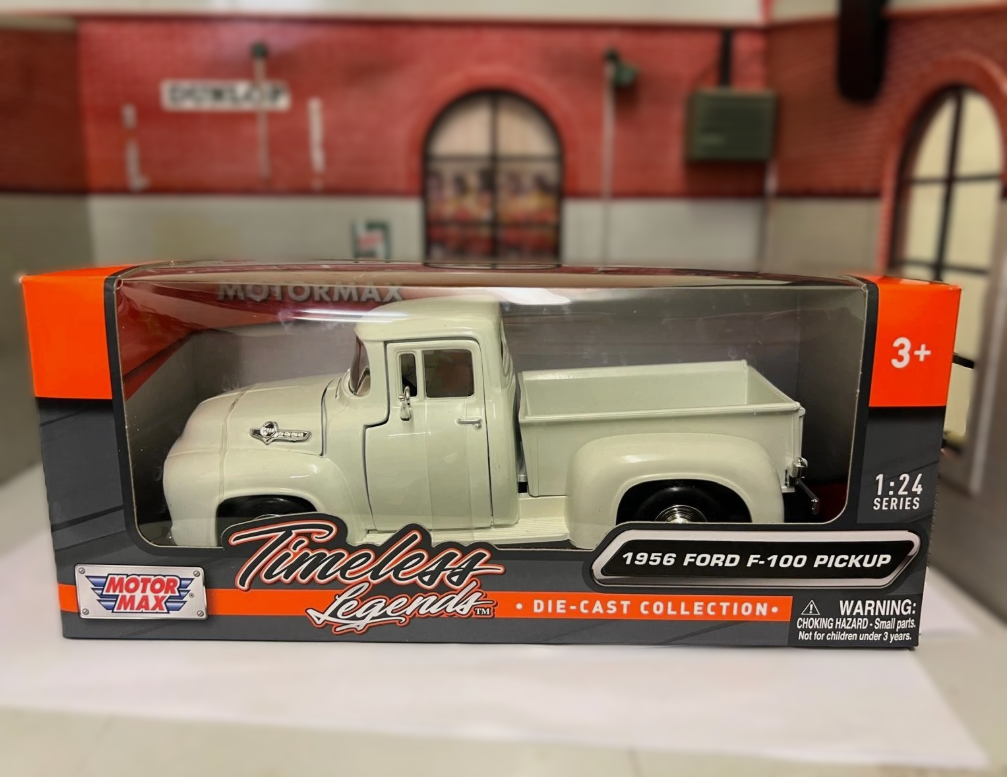 DUNLOP
MOTORMAX
3+
1:24
SERIES
1956 FORD F-100 PICKUP
Timeless
Legends™
MOTOR
MAX
• DIE-CAST COLLECTION •
WARNING:
CHOKING HAZARD - Small parts.
Not for children under 3 years.